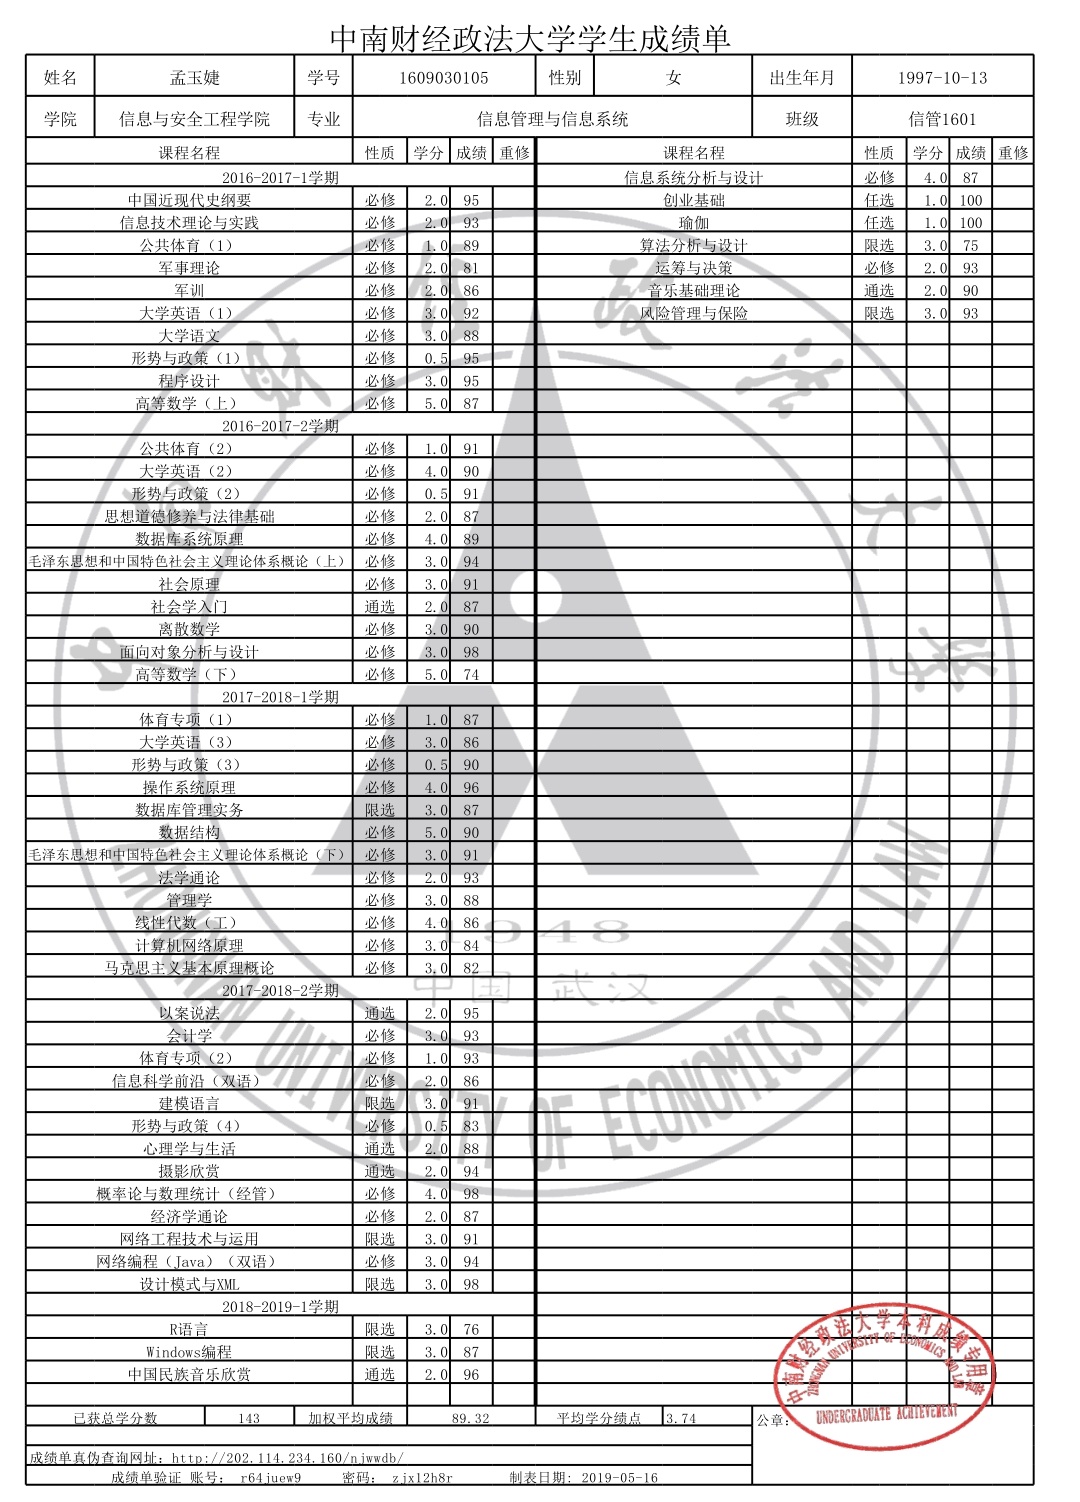 中南财经政法大学学生成绩单
姓名 孟玉婕 学号 1609030105 性别 女 出生年月 1997-10-13
学院 信息与安全工程学院 专业 信息管理与信息系统 班级 信管1601
课程名程 性质 学分 成绩 重修 课程名程 性质 学分 成绩 重修
2016-2017-1学期 信息系统分析与设计 必修 4.0 87
中国近现代史纲要 必修 2.0 95 创业基础 任选 1.0 100
信息技术理论与实践 必修 2.0 93 瑜伽 任选 1.0 100
公共体育（1） 必修 1.0 89 算法分析与设计 限选 3.0 75
军事理论 必修 2.0 81 运筹与决策 必修 2.0 93
军训 必修 2.0 86 音乐基础理论 通选 2.0 90
大学英语（1） 必修 3.0 92 风险管理与保险 限选 3.0 93
大学语文 必修 3.0 88
形势与政策（1） 必修 0.5 95
程序设计 必修 3.0 95
高等数学（上） 必修 5.0 87
2016-2017-2学期
公共体育（2） 必修 1.0 91
大学英语（2） 必修 4.0 90
形势与政策（2） 必修 0.5 91
思想道德修养与法律基础 必修 2.0 87
数据库系统原理 必修 4.0 89
毛泽东思想和中国特色社会主义理论体系概论（上） 必修 3.0 94
社会原理 必修 3.0 91
社会学入门 通选 2.0 87
离散数学 必修 3.0 90
面向对象分析与设计 必修 3.0 98
高等数学（下） 必修 5.0 74
2017-2018-1学期
体育专项（1） 必修 1.0 87
大学英语（3） 必修 3.0 86
形势与政策（3） 必修 0.5 90
操作系统原理 必修 4.0 96
数据库管理实务 限选 3.0 87
数据结构 必修 5.0 90
毛泽东思想和中国特色社会主义理论体系概论（下） 必修 3.0 91
法学通论 必修 2.0 93
管理学 必修 3.0 88
线性代数（工） 必修 4.0 86
计算机网络原理 必修 3.0 84
马克思主义基本原理概论 必修 3.0 82
2017-2018-2学期
以案说法 通选 2.0 95
会计学 必修 3.0 93
体育专项（2） 必修 1.0 93
信息科学前沿（双语） 必修 2.0 86
建模语言 限选 3.0 91
形势与政策（4） 必修 0.5 83
心理学与生活 通选 2.0 88
摄影欣赏 通选 2.0 94
概率论与数理统计（经管） 必修 4.0 98
经济学通论 必修 2.0 87
网络工程技术与运用 限选 3.0 91
网络编程（Java）（双语） 必修 3.0 94
设计模式与XML 限选 3.0 98
2018-2019-1学期
R语言 限选 3.0 76
Windows编程 限选 3.0 87
中国民族音乐欣赏 通选 2.0 96
已获总学分数 143 加权平均成绩 89.32 平均学分绩点 3.74 公章：
成绩单真伪查询网址：http://202.114.234.160/njwwdb/
成绩单验证 账号： r64juew9 密码： zjx12h8r 制表日期：2019-05-16
中南财经政法大学
1948
中国 武汉
ZHONGNAN UNIVERSITY OF ECONOMICS AND LAW
中南财经政法大学本科成绩专用章
ZHONGNAN UNIVERSITY OF ECONOMICS AND LAW
UNDERGRADUATE ACHIEVEMENT